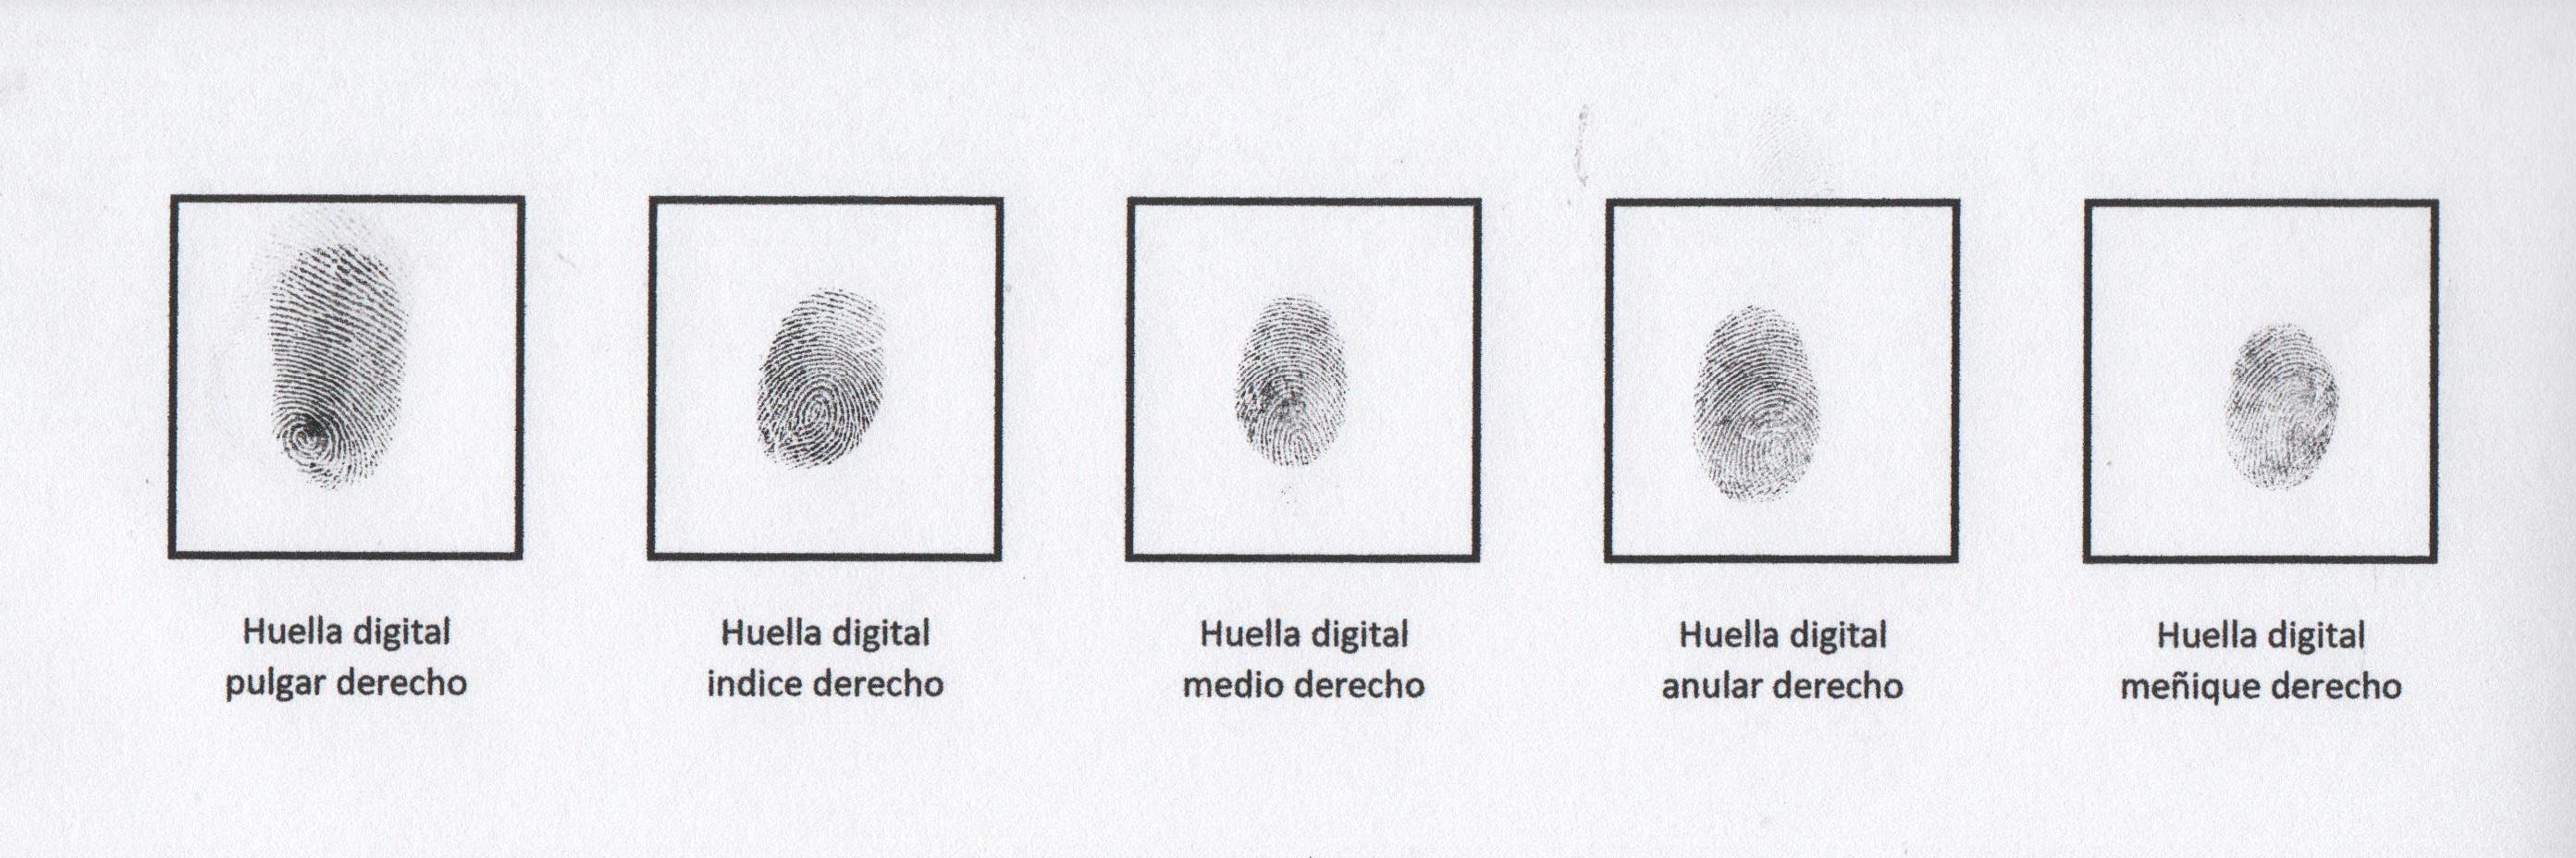 Huella digital
pulgar derecho
Huella digital
indice derecho
Huella digital
medio derecho
Huella digital
anular derecho
Huella digital
meñique derecho